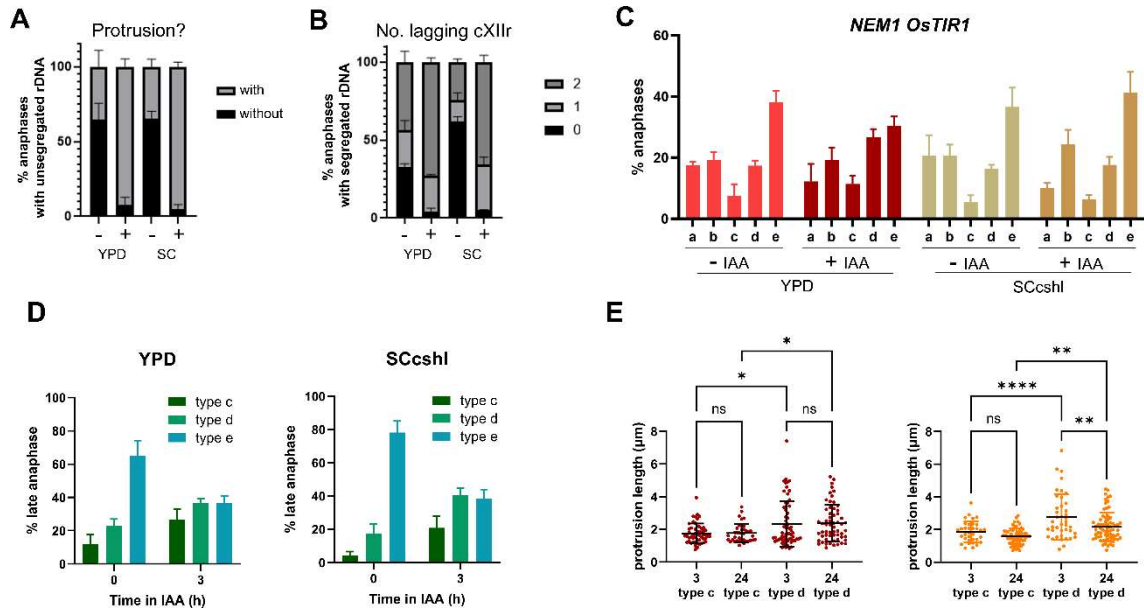 A
Protrusion?
% anaphases
with unsegregated rDNA
100
50
0
with
without
- + - +
YPD SC
B
No. lagging cXIIr
% anaphases
with segregated rDNA
100
50
0
2
1
0
- + - +
YPD SC
C
NEM1 OsTIR1
% anaphases
60
40
20
0
a b c d e a b c d e a b c d e a b c d e
- IAA + IAA - IAA + IAA
YPD SCcshl
D
YPD
% late anaphase
100
80
60
40
20
0
type c
type d
type e
0 3
Time in IAA (h)
SCcshl
% late anaphase
100
80
60
40
20
0
type c
type d
type e
0 3
Time in IAA (h)
E
protrusion length (µm)
8
6
4
2
0
*
*
ns ns
3 24 3 24
type c type c type d type d
protrusion length (µm)
8
6
4
2
0
**
****
ns **
3 24 3 24
type c type c type d type d